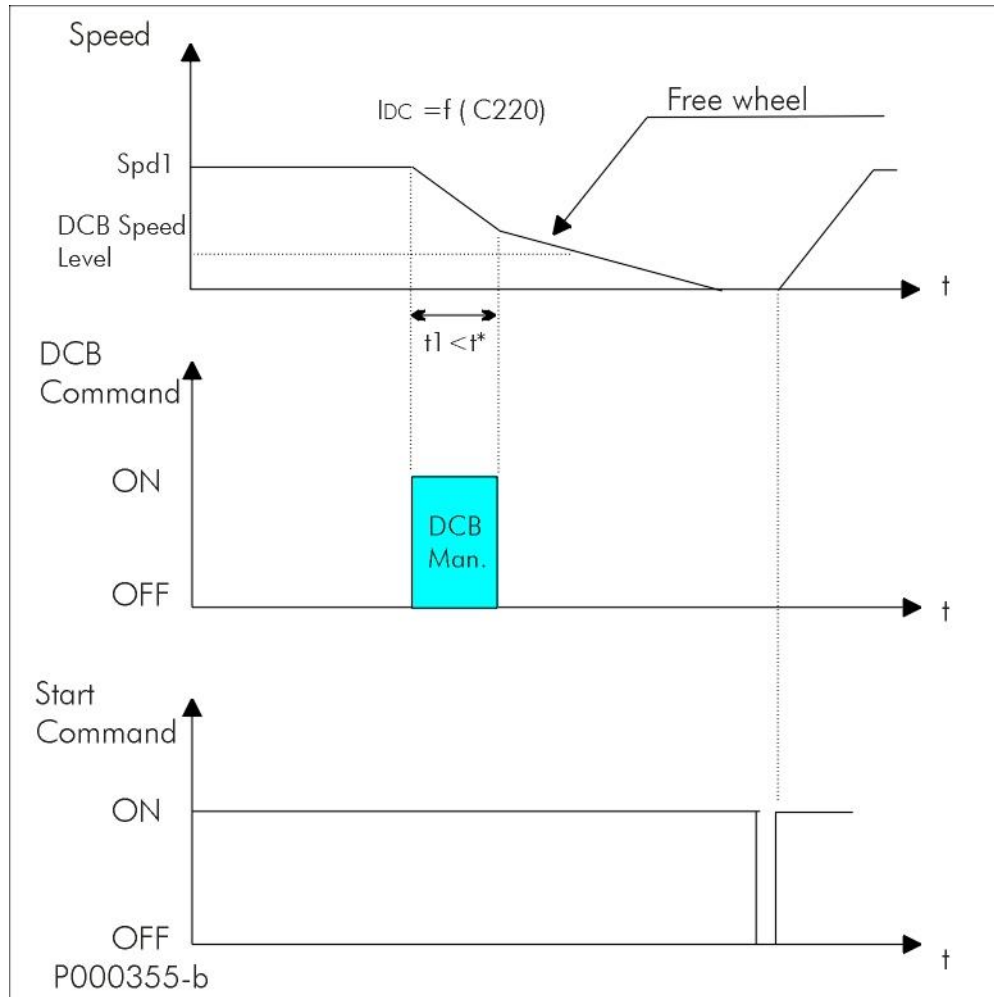 Speed
IDC =f ( C220)
Free wheel
Spd1
DCB Speed
Level
t
t1 <t*
DCB
Command
ON
DCB
Man.
OFF
t
Start
Command
ON
OFF
t
P000355-b